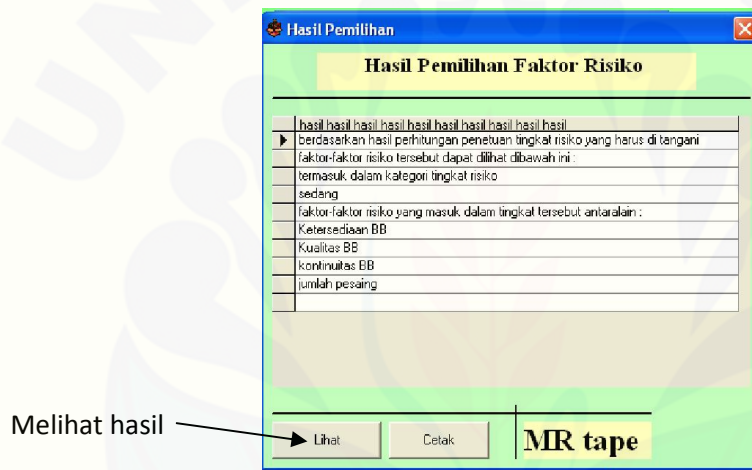 Hasil Pemilihan
Hasil Pemilihan Faktor Risiko
hasil hasil hasil hasil hasil hasil hasil hasil hasil hasil
berdasarkan hasil perhitungan penetuan tingkat risiko yang harus di tangani
faktor-faktor risiko tersebut dapat dilihat dibawah ini :
termasuk dalam kategori tingkat risiko
sedang
faktor-faktor risiko yang masuk dalam tingkat tersebut antaralain :
Ketersediaan BB
Kualitas BB
kontinuitas BB
jumlah pesaing
Melihat hasil
Lihat
Cetak
MR tape